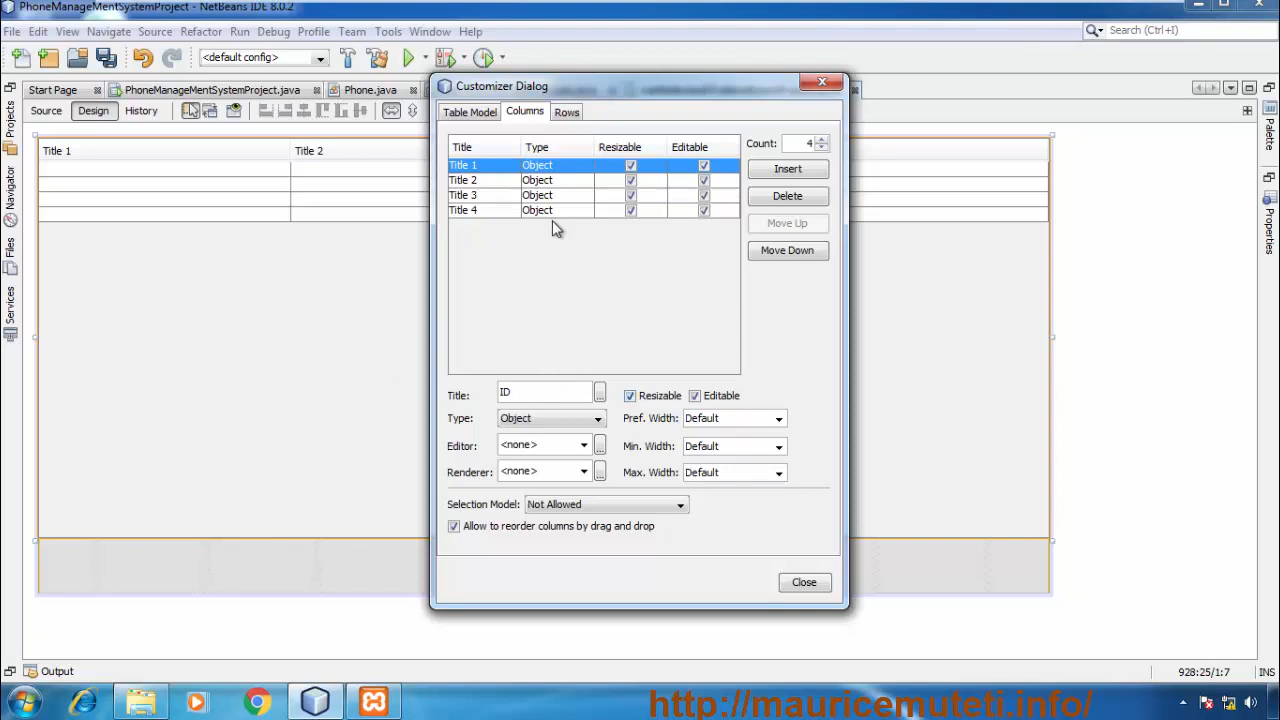 PhoneManageMentSystemProject - NetBeans IDE 8.0.2
File Edit View Navigate Source Refactor Run Debug Profile Team Tools Window Help
Search (Ctrl+I)
<default config>
Start Page PhoneManageMentSystemProject.java Phone.java
Source Design History
Customizer Dialog
Table Model Columns Rows
Title 1 Title 2
Title Type Resizable Editable Count: 4
Title 1 Object Insert
Title 2 Object
Title 3 Object Delete
Title 4 Object
Move Up
Move Down
Title: ID ... Resizable Editable
Type: Object Pref. Width: Default
Editor: <none> ... Min. Width: Default
Renderer: <none> ... Max. Width: Default
Selection Model: Not Allowed
Allow to reorder columns by drag and drop
Close
Projects
Files
Services
Palette
Properties
Output 928:25/1:7 INS
http://mauricemuteti.info/